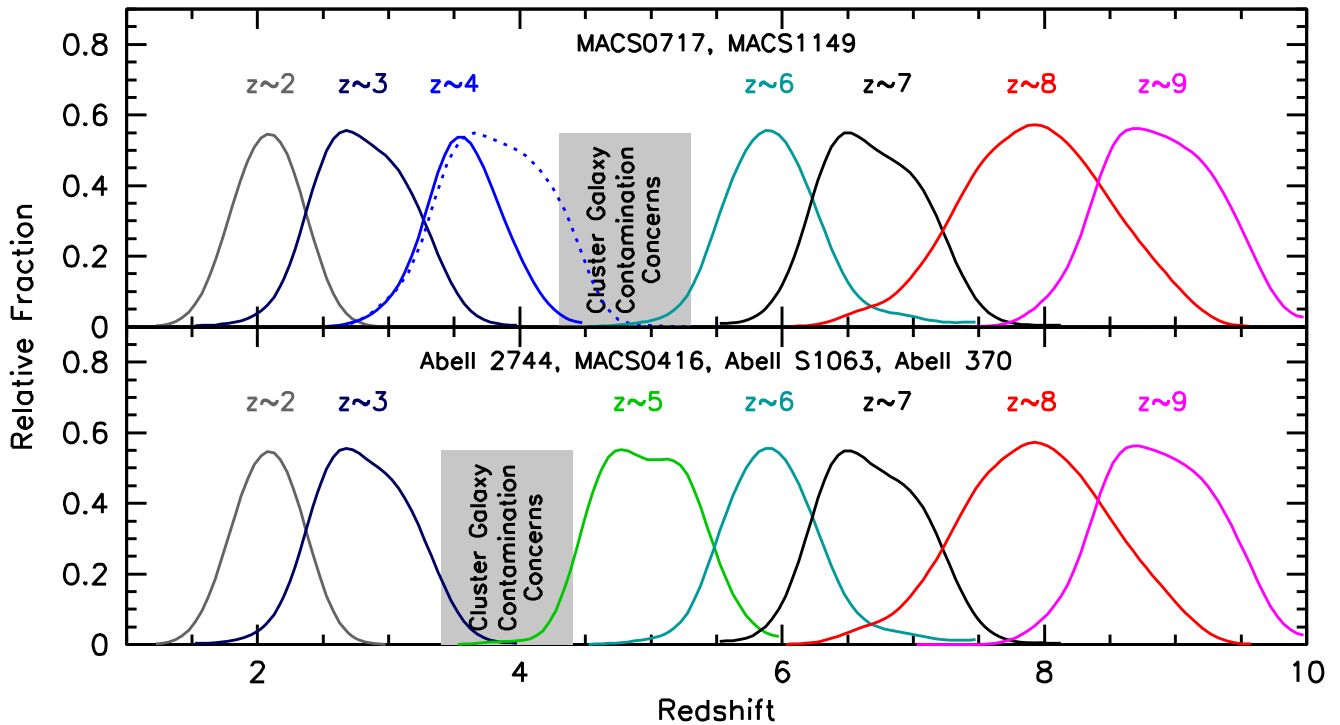 MACS0717, MACS1149
z~2 z~3 z~4 z~6 z~7 z~8 z~9
Cluster Galaxy
Contamination
Concerns
0.8
0.6
0.4
0.2
0
Relative Fraction
Abell 2744, MACS0416, Abell S1063, Abell 370
z~2 z~3 z~5 z~6 z~7 z~8 z~9
Cluster Galaxy
Contamination
Concerns
0.8
0.6
0.4
0.2
0
2 4 6 8 10
Redshift